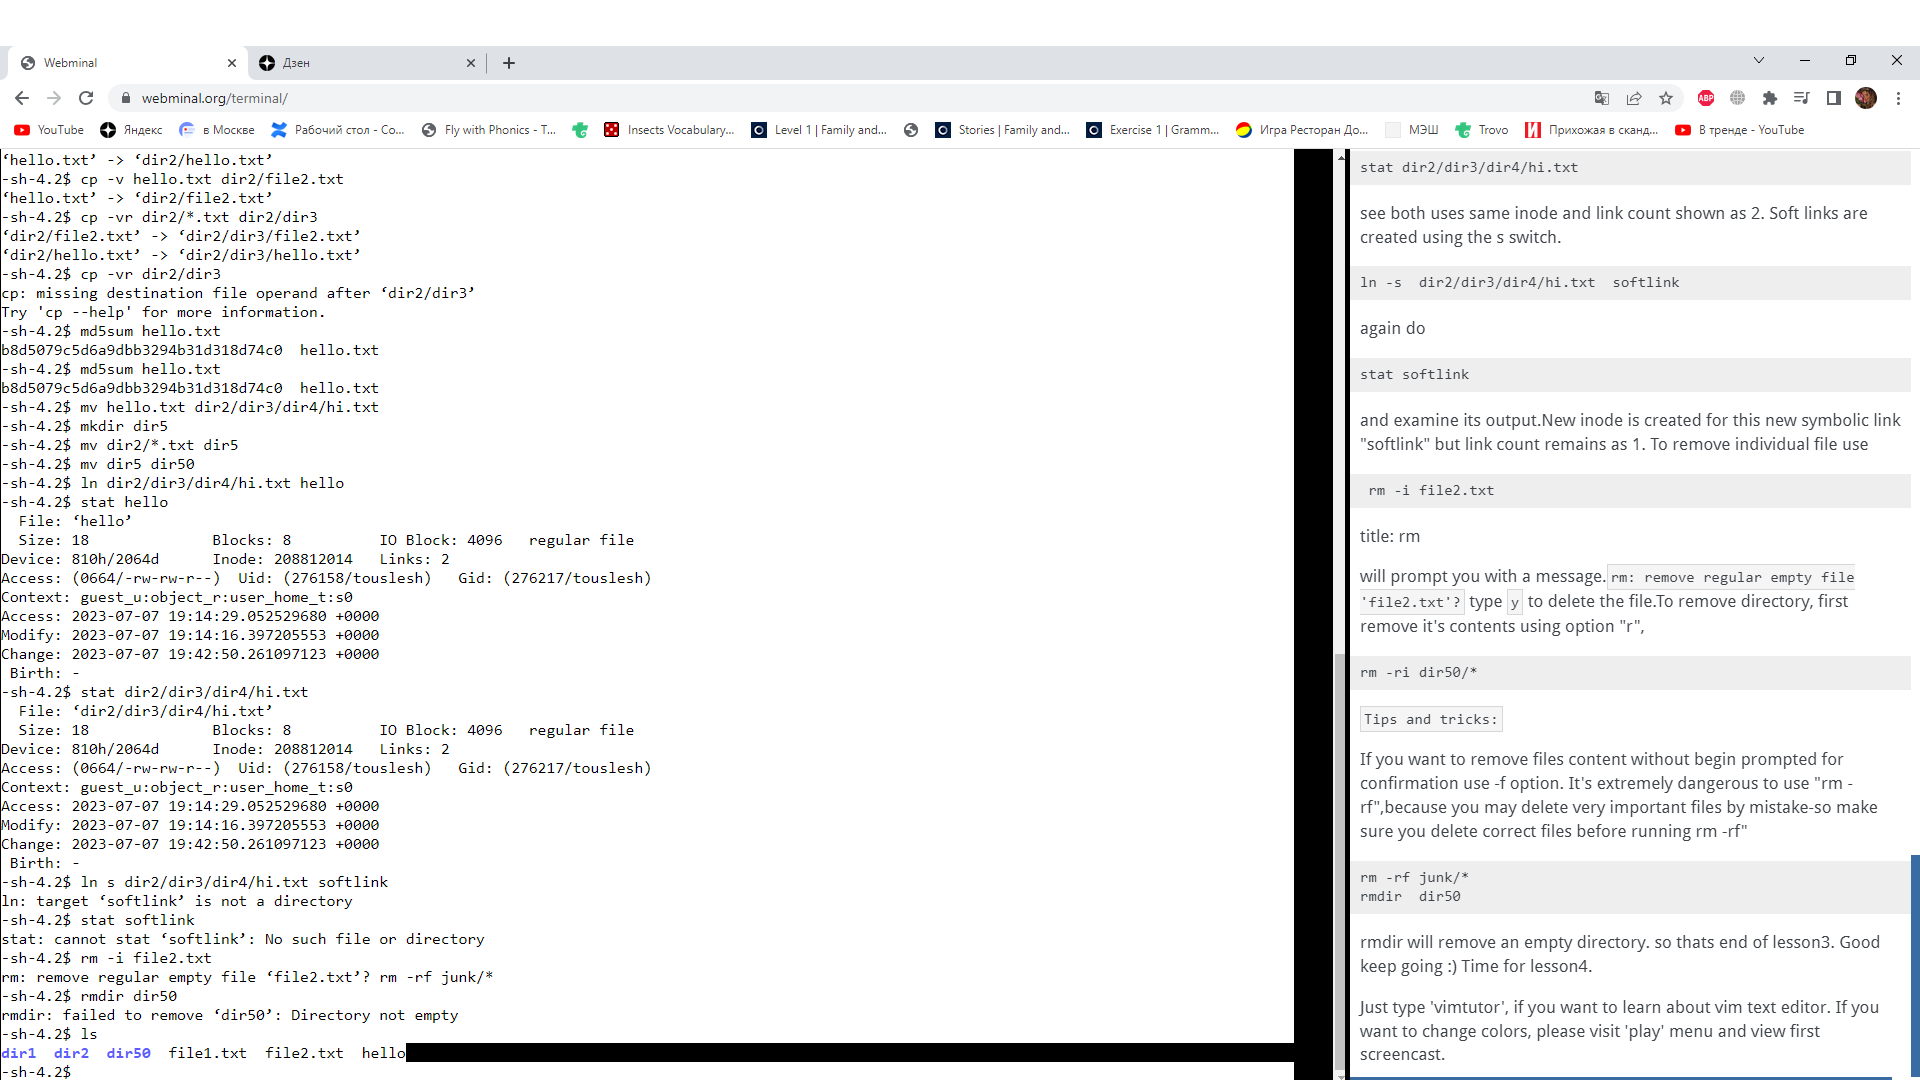 Webminal
Дзен
webminal.org/terminal/
ABP
YouTube
Яндекс
в Москве
Рабочий стол - Co...
Fly with Phonics - T...
Insects Vocabulary...
Level 1 | Family and...
Stories | Family and...
Exercise 1 | Gramm...
Игра Ресторан До...
МЭШ
Trovo
Прихожая в сканд...
В тренде - YouTube
‘hello.txt’ -> ‘dir2/hello.txt’
-sh-4.2$ cp -v hello.txt dir2/file2.txt
‘hello.txt’ -> ‘dir2/file2.txt’
-sh-4.2$ cp -vr dir2/*.txt dir2/dir3
‘dir2/file2.txt’ -> ‘dir2/dir3/file2.txt’
‘dir2/hello.txt’ -> ‘dir2/dir3/hello.txt’
-sh-4.2$ cp -vr dir2/dir3
cp: missing destination file operand after ‘dir2/dir3’
Try 'cp --help' for more information.
-sh-4.2$ md5sum hello.txt
b8d5079c5d6a9dbb3294b31d318d74c0  hello.txt
-sh-4.2$ md5sum hello.txt
b8d5079c5d6a9dbb3294b31d318d74c0  hello.txt
-sh-4.2$ mv hello.txt dir2/dir3/dir4/hi.txt
-sh-4.2$ mkdir dir5
-sh-4.2$ mv dir2/*.txt dir5
-sh-4.2$ mv dir5 dir50
-sh-4.2$ ln dir2/dir3/dir4/hi.txt hello
-sh-4.2$ stat hello
  File: ‘hello’
  Size: 18              Blocks: 8          IO Block: 4096   regular file
Device: 810h/2064d      Inode: 208812014   Links: 2
Access: (0664/-rw-rw-r--)  Uid: (276158/touslesh)   Gid: (276217/touslesh)
Context: guest_u:object_r:user_home_t:s0
Access: 2023-07-07 19:14:29.052529680 +0000
Modify: 2023-07-07 19:14:16.397205553 +0000
Change: 2023-07-07 19:42:50.261097123 +0000
 Birth: -
-sh-4.2$ stat dir2/dir3/dir4/hi.txt
  File: ‘dir2/dir3/dir4/hi.txt’
  Size: 18              Blocks: 8          IO Block: 4096   regular file
Device: 810h/2064d      Inode: 208812014   Links: 2
Access: (0664/-rw-rw-r--)  Uid: (276158/touslesh)   Gid: (276217/touslesh)
Context: guest_u:object_r:user_home_t:s0
Access: 2023-07-07 19:14:29.052529680 +0000
Modify: 2023-07-07 19:14:16.397205553 +0000
Change: 2023-07-07 19:42:50.261097123 +0000
 Birth: -
-sh-4.2$ ln s dir2/dir3/dir4/hi.txt softlink
ln: target ‘softlink’ is not a directory
-sh-4.2$ stat softlink
stat: cannot stat ‘softlink’: No such file or directory
-sh-4.2$ rm -i file2.txt
rm: remove regular empty file ‘file2.txt’? rm -rf junk/*
-sh-4.2$ rmdir dir50
rmdir: failed to remove ‘dir50’: Directory not empty
-sh-4.2$ ls
dir1  dir2  dir50  file1.txt  file2.txt  hello
-sh-4.2$
stat dir2/dir3/dir4/hi.txt
see both uses same inode and link count shown as 2. Soft links are
created using the s switch.
ln -s  dir2/dir3/dir4/hi.txt  softlink
again do
stat softlink
and examine its output.New inode is created for this new symbolic link
"softlink" but link count remains as 1. To remove individual file use
rm -i file2.txt
title: rm
will prompt you with a message. rm: remove regular empty file
'file2.txt'? type y to delete the file.To remove directory, first
remove it's contents using option "r",
rm -ri dir50/*
Tips and tricks:
If you want to remove files content without begin prompted for
confirmation use -f option. It's extremely dangerous to use "rm -
rf",because you may delete very important files by mistake-so make
sure you delete correct files before running rm -rf"
rm -rf junk/*
rmdir  dir50
rmdir will remove an empty directory. so thats end of lesson3. Good
keep going :) Time for lesson4.
Just type 'vimtutor', if you want to learn about vim text editor. If you
want to change colors, please visit 'play' menu and view first
screencast.